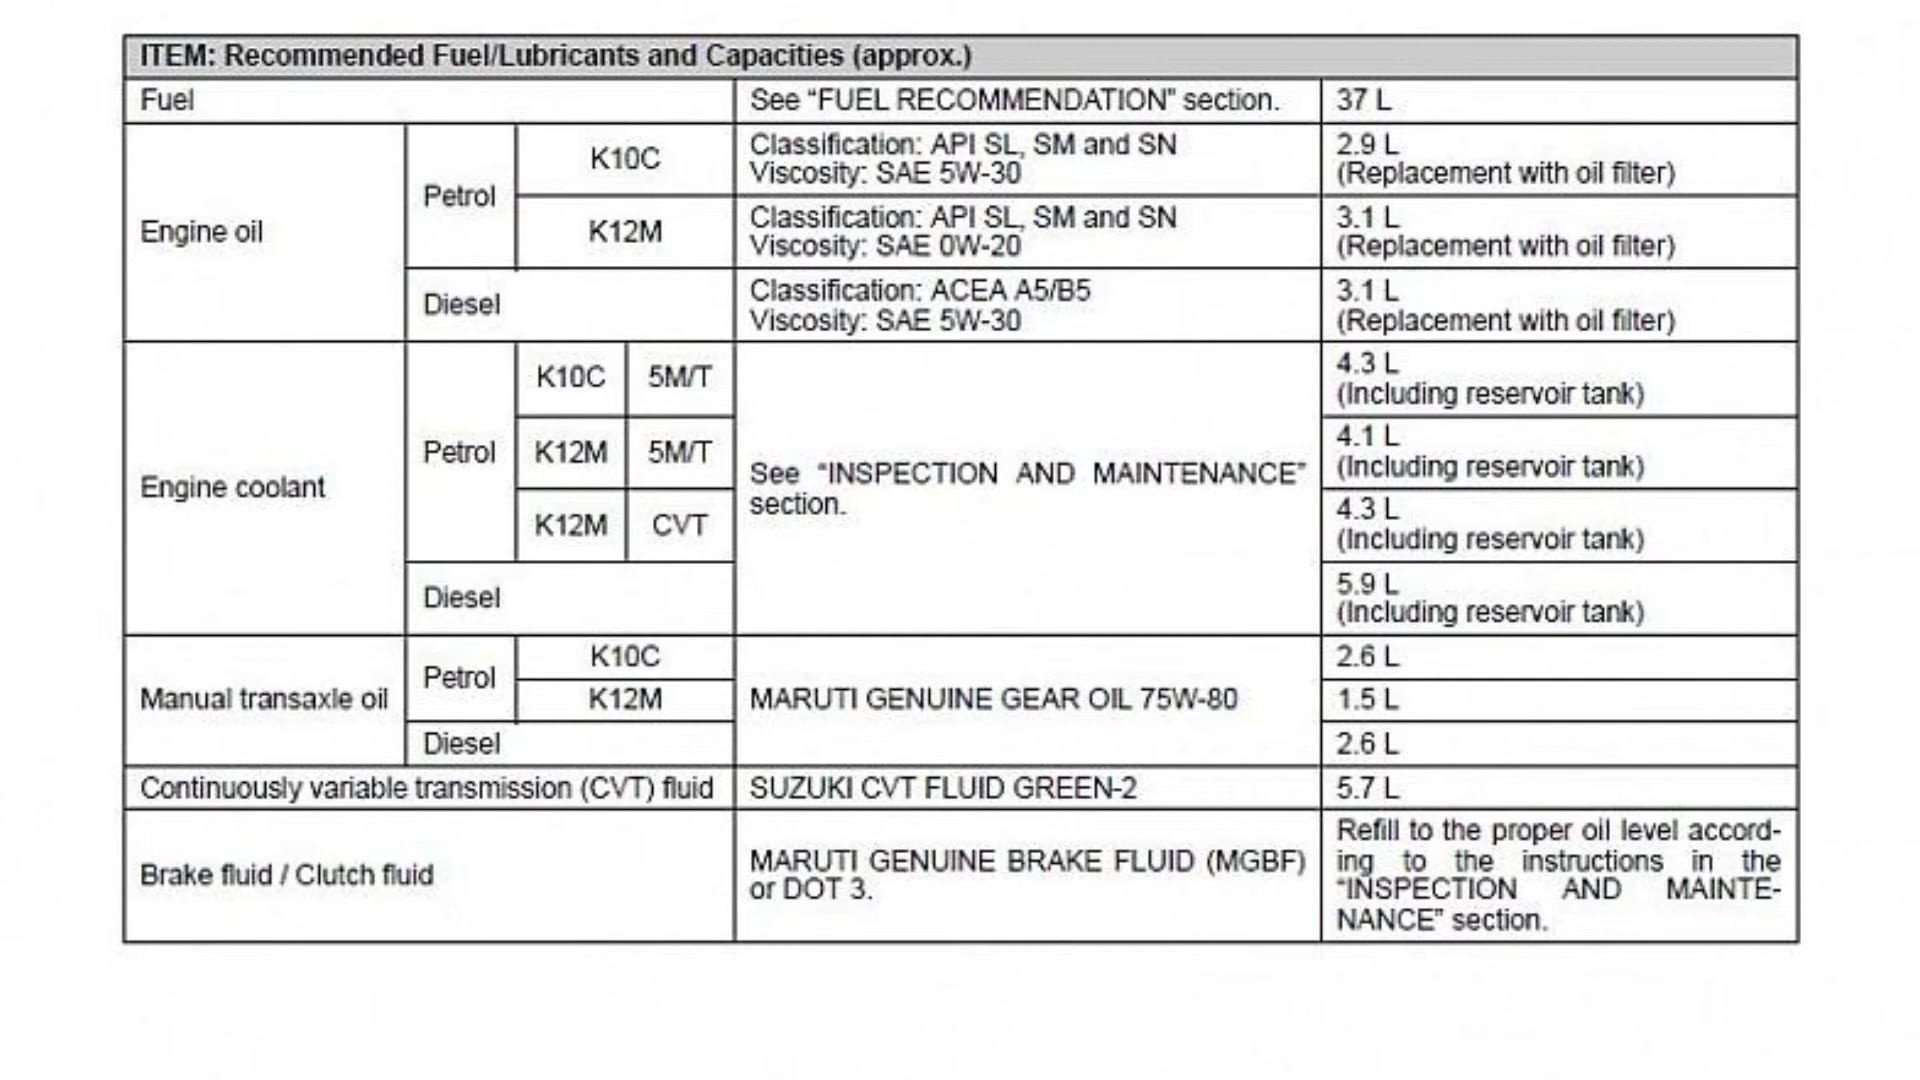 ITEM: Recommended Fuel/Lubricants and Capacities (approx.)
Fuel
See “FUEL RECOMMENDATION” section.
37 L
Engine oil
Petrol
K10C
Classification: API SL, SM and SN
Viscosity: SAE 5W-30
2.9 L
(Replacement with oil filter)
K12M
Classification: API SL, SM and SN
Viscosity: SAE 0W-20
3.1 L
(Replacement with oil filter)
Diesel
Classification: ACEA A5/B5
Viscosity: SAE 5W-30
3.1 L
(Replacement with oil filter)
Engine coolant
Petrol
K10C
5M/T
See “INSPECTION AND MAINTENANCE”
section.
4.3 L
(Including reservoir tank)
K12M
5M/T
4.1 L
(Including reservoir tank)
K12M
CVT
4.3 L
(Including reservoir tank)
Diesel
5.9 L
(Including reservoir tank)
Manual transaxle oil
Petrol
K10C
MARUTI GENUINE GEAR OIL 75W-80
2.6 L
K12M
1.5 L
Diesel
2.6 L
Continuously variable transmission (CVT) fluid
SUZUKI CVT FLUID GREEN-2
5.7 L
Brake fluid / Clutch fluid
MARUTI GENUINE BRAKE FLUID (MGBF)
or DOT 3.
Refill to the proper oil level accord-
ing to the instructions in the
“INSPECTION AND MAINTE-
NANCE” section.